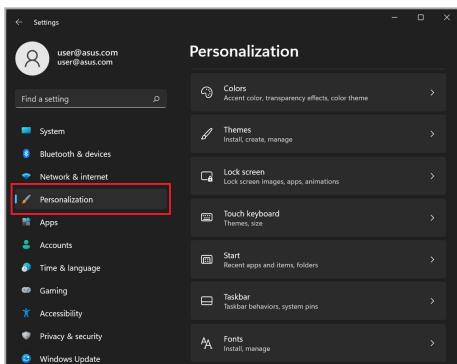 Settings
user@asus.com
user@asus.com
Find a setting
System
Bluetooth & devices
Network & internet
Personalization
Apps
Accounts
Time & language
Gaming
Accessibility
Privacy & security
Windows Update
Personalization
Colors
Accent color, transparency effects, color theme
Themes
Install, create, manage
Lock screen
Lock screen images, apps, animations
Touch keyboard
Themes, size
Start
Recent apps and items, folders
Taskbar
Taskbar behaviors, system pins
Fonts
Install, manage